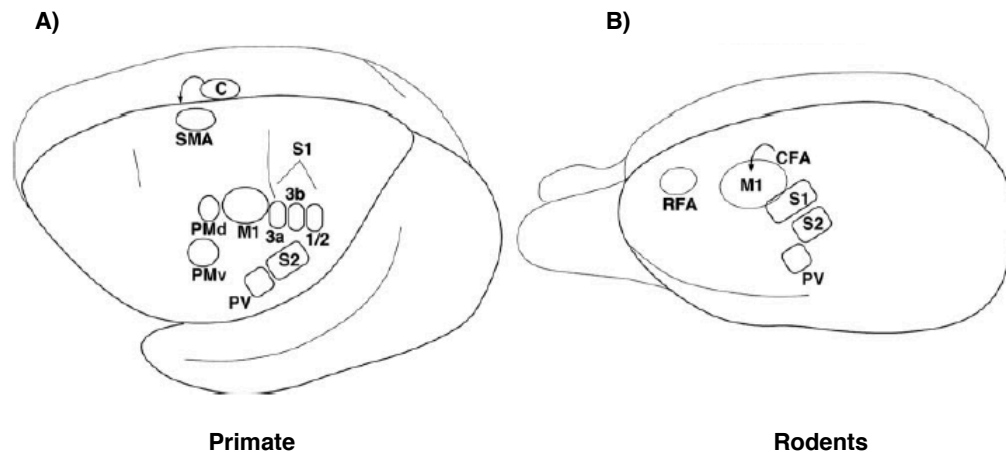 A)
C
SMA
S1
3b
PMd
M1
3a
1/2
PMv
S2
PV
Primate
B)
CFA
M1
RFA
S1
S2
PV
Rodents